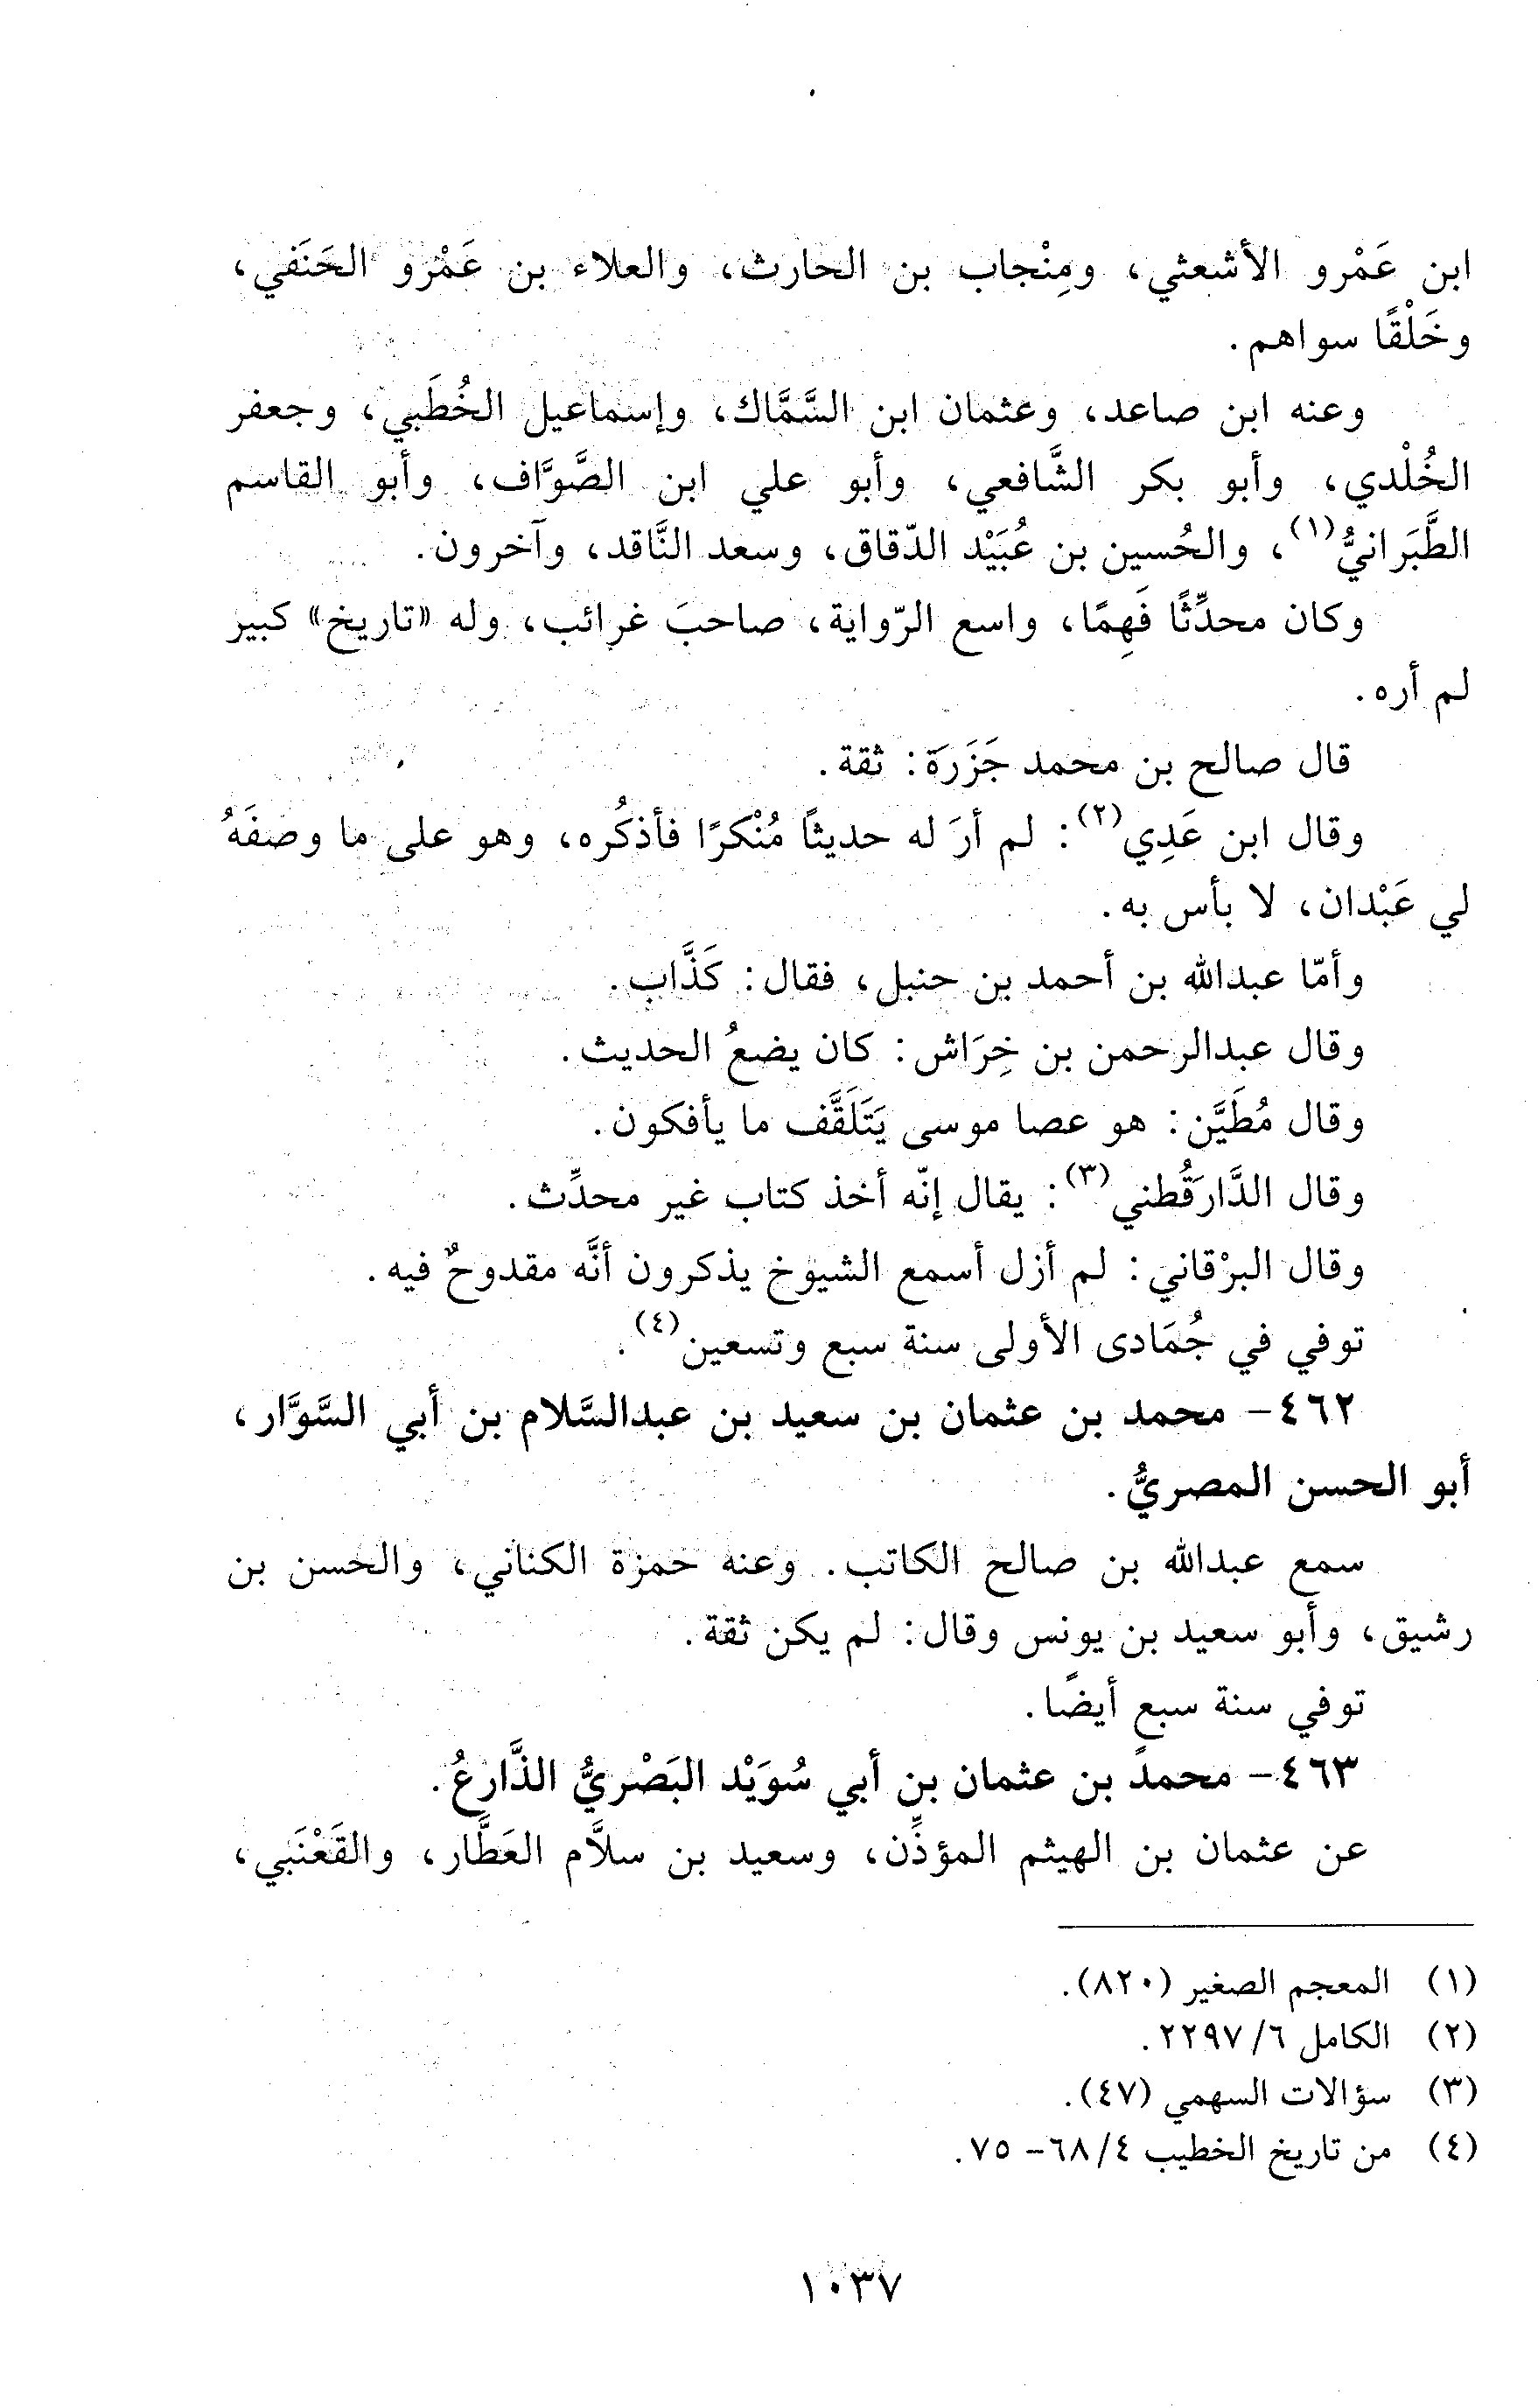 ابن عَمْرو الأشعثي، ومِنْجاب بن الحارث، والعلاء بن عَمْرو الحَنَفي،
وخَلْقًا سواهم.
وعنه ابن صاعد، وعثمان ابن السَّمَّاك، وإسماعيل الخُطَبي، وجعفر
الخُلْدي، وأبو بكر الشَّافعي، وأبو علي ابن الصَّوَّاف، وأبو القاسم
الطَّبَرانيُّ(١)، والحُسين بن عُبَيْد الدّقاق، وسعد النَّاقد، وآخرون.
وكان محدِّثًا فَهِمًا، واسع الرّواية، صاحبَ غرائب، وله «تاريخ» كبير
لم أره.
قال صالح بن محمد جَزَرَة: ثقة.
وقال ابن عَدِي(٢): لم أرَ له حديثاً مُنْكرًا فأذكُره، وهو على ما وصفَهُ
لي عَبْدان، لا بأس به.
وأمّا عبدالله بن أحمد بن حنبل، فقال: كَذَّاب.
وقال عبدالرحمن بن خِرَاش: كان يضعُ الحديث.
وقال مُطَيَّن: هو عصا موسى يَتَلَقَّف ما يأفكون.
وقال الدَّارَقُطني(٣): يقال إنّه أخذ كتاب غير محدِّث.
وقال البرْقاني: لم أزل أسمع الشيوخ يذكرون أنَّه مقدوحٌ فيه.
توفي في جُمَادى الأولى سنة سبع وتسعين(٤).
٤٦٢- محمد بن عثمان بن سعيد بن عبدالسَّلام بن أبي السَّوَّار،
أبو الحسن المصريُّ.
سمع عبدالله بن صالح الكاتب. وعنه حمزة الكناني، والحسن بن
رشيق، وأبو سعيد بن يونس وقال: لم يكن ثقة.
توفي سنة سبع أيضًا.
٤٦٣- محمد بن عثمان بن أبي سُوَيْد البَصْريُّ الذَّارعُ.
عن عثمان بن الهيثم المؤذِّن، وسعيد بن سلاَّم العَطَّار، والقَعْنَبي،
(١) المعجم الصغير (٨٢٠).
(٢) الكامل ٦/ ٢٢٩٧.
(٣) سؤالات السهمي (٤٧).
(٤) من تاريخ الخطيب ٤/ ٦٨- ٧٥.
١٠٣٧